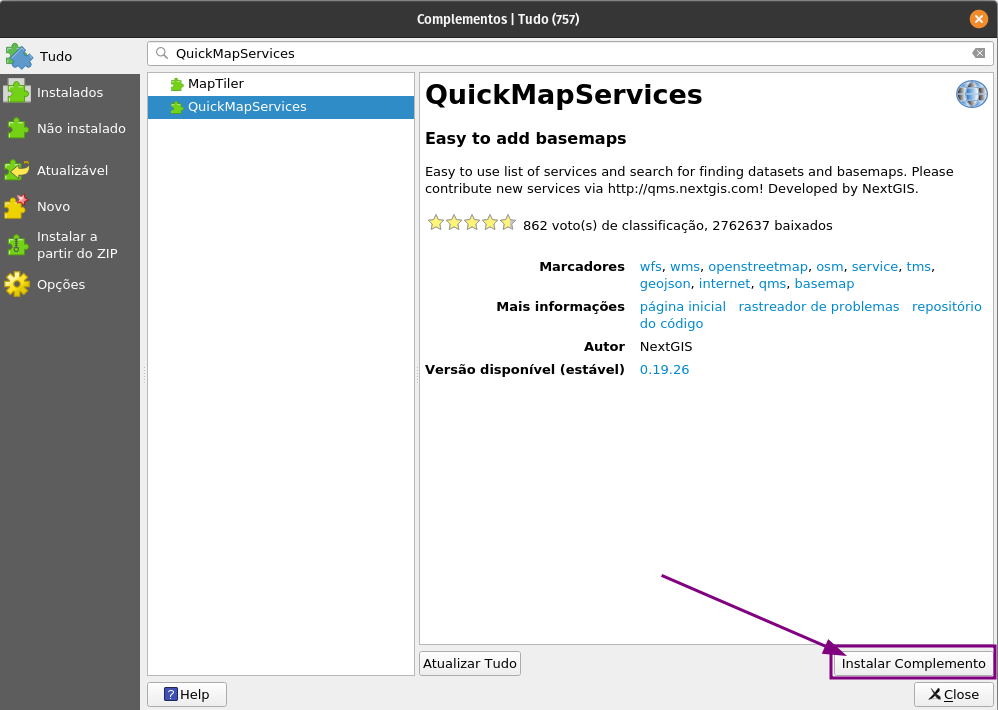 Complementos | Tudo (757)
Tudo
Instalados
Não instalado
Atualizável
Novo
Instalar a
partir do ZIP
Opções
QuickMapServices
MapTiler
QuickMapServices
QuickMapServices
Easy to add basemaps
Easy to use list of services and search for finding datasets and basemaps. Please
contribute new services via http://qms.nextgis.com! Developed by NextGIS.
862 voto(s) de classificação, 2762637 baixados
Marcadores wfs, wms, openstreetmap, osm, service, tms,
geojson, internet, qms, basemap
Mais informações página inicial rastreador de problemas repositório
do código
Autor NextGIS
Versão disponível (estável) 0.19.26
Atualizar Tudo
Instalar Complemento
? Help
Close